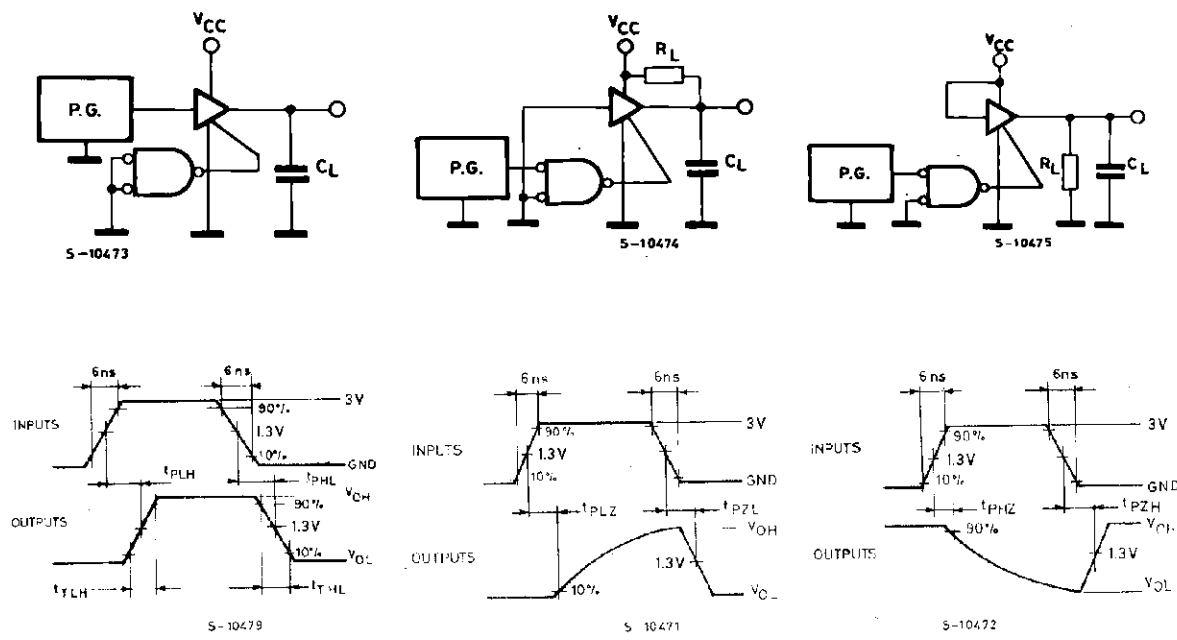 VCC
P.G.
CL
S-10473
VCC
RL
P.G.
CL
S-10474
VCC
P.G.
RL
CL
S-10475
6ns
6ns
3V
90%
INPUTS
1.3V
10%
GND
tPLH
tPHL
VOH
90%
OUTPUTS
1.3V
10%
VOL
tTLH
tTHL
S-10479
6ns
6ns
3V
90%
INPUTS
1.3V
10%
GND
tPLZ
tPZL
VOH
OUTPUTS
1.3V
10%
VOL
S-10471
6ns
6ns
3V
90%
INPUTS
1.3V
10%
GND
tPHZ
tPZH
90%
VOH
OUTPUTS
1.3V
VOL
S-10472